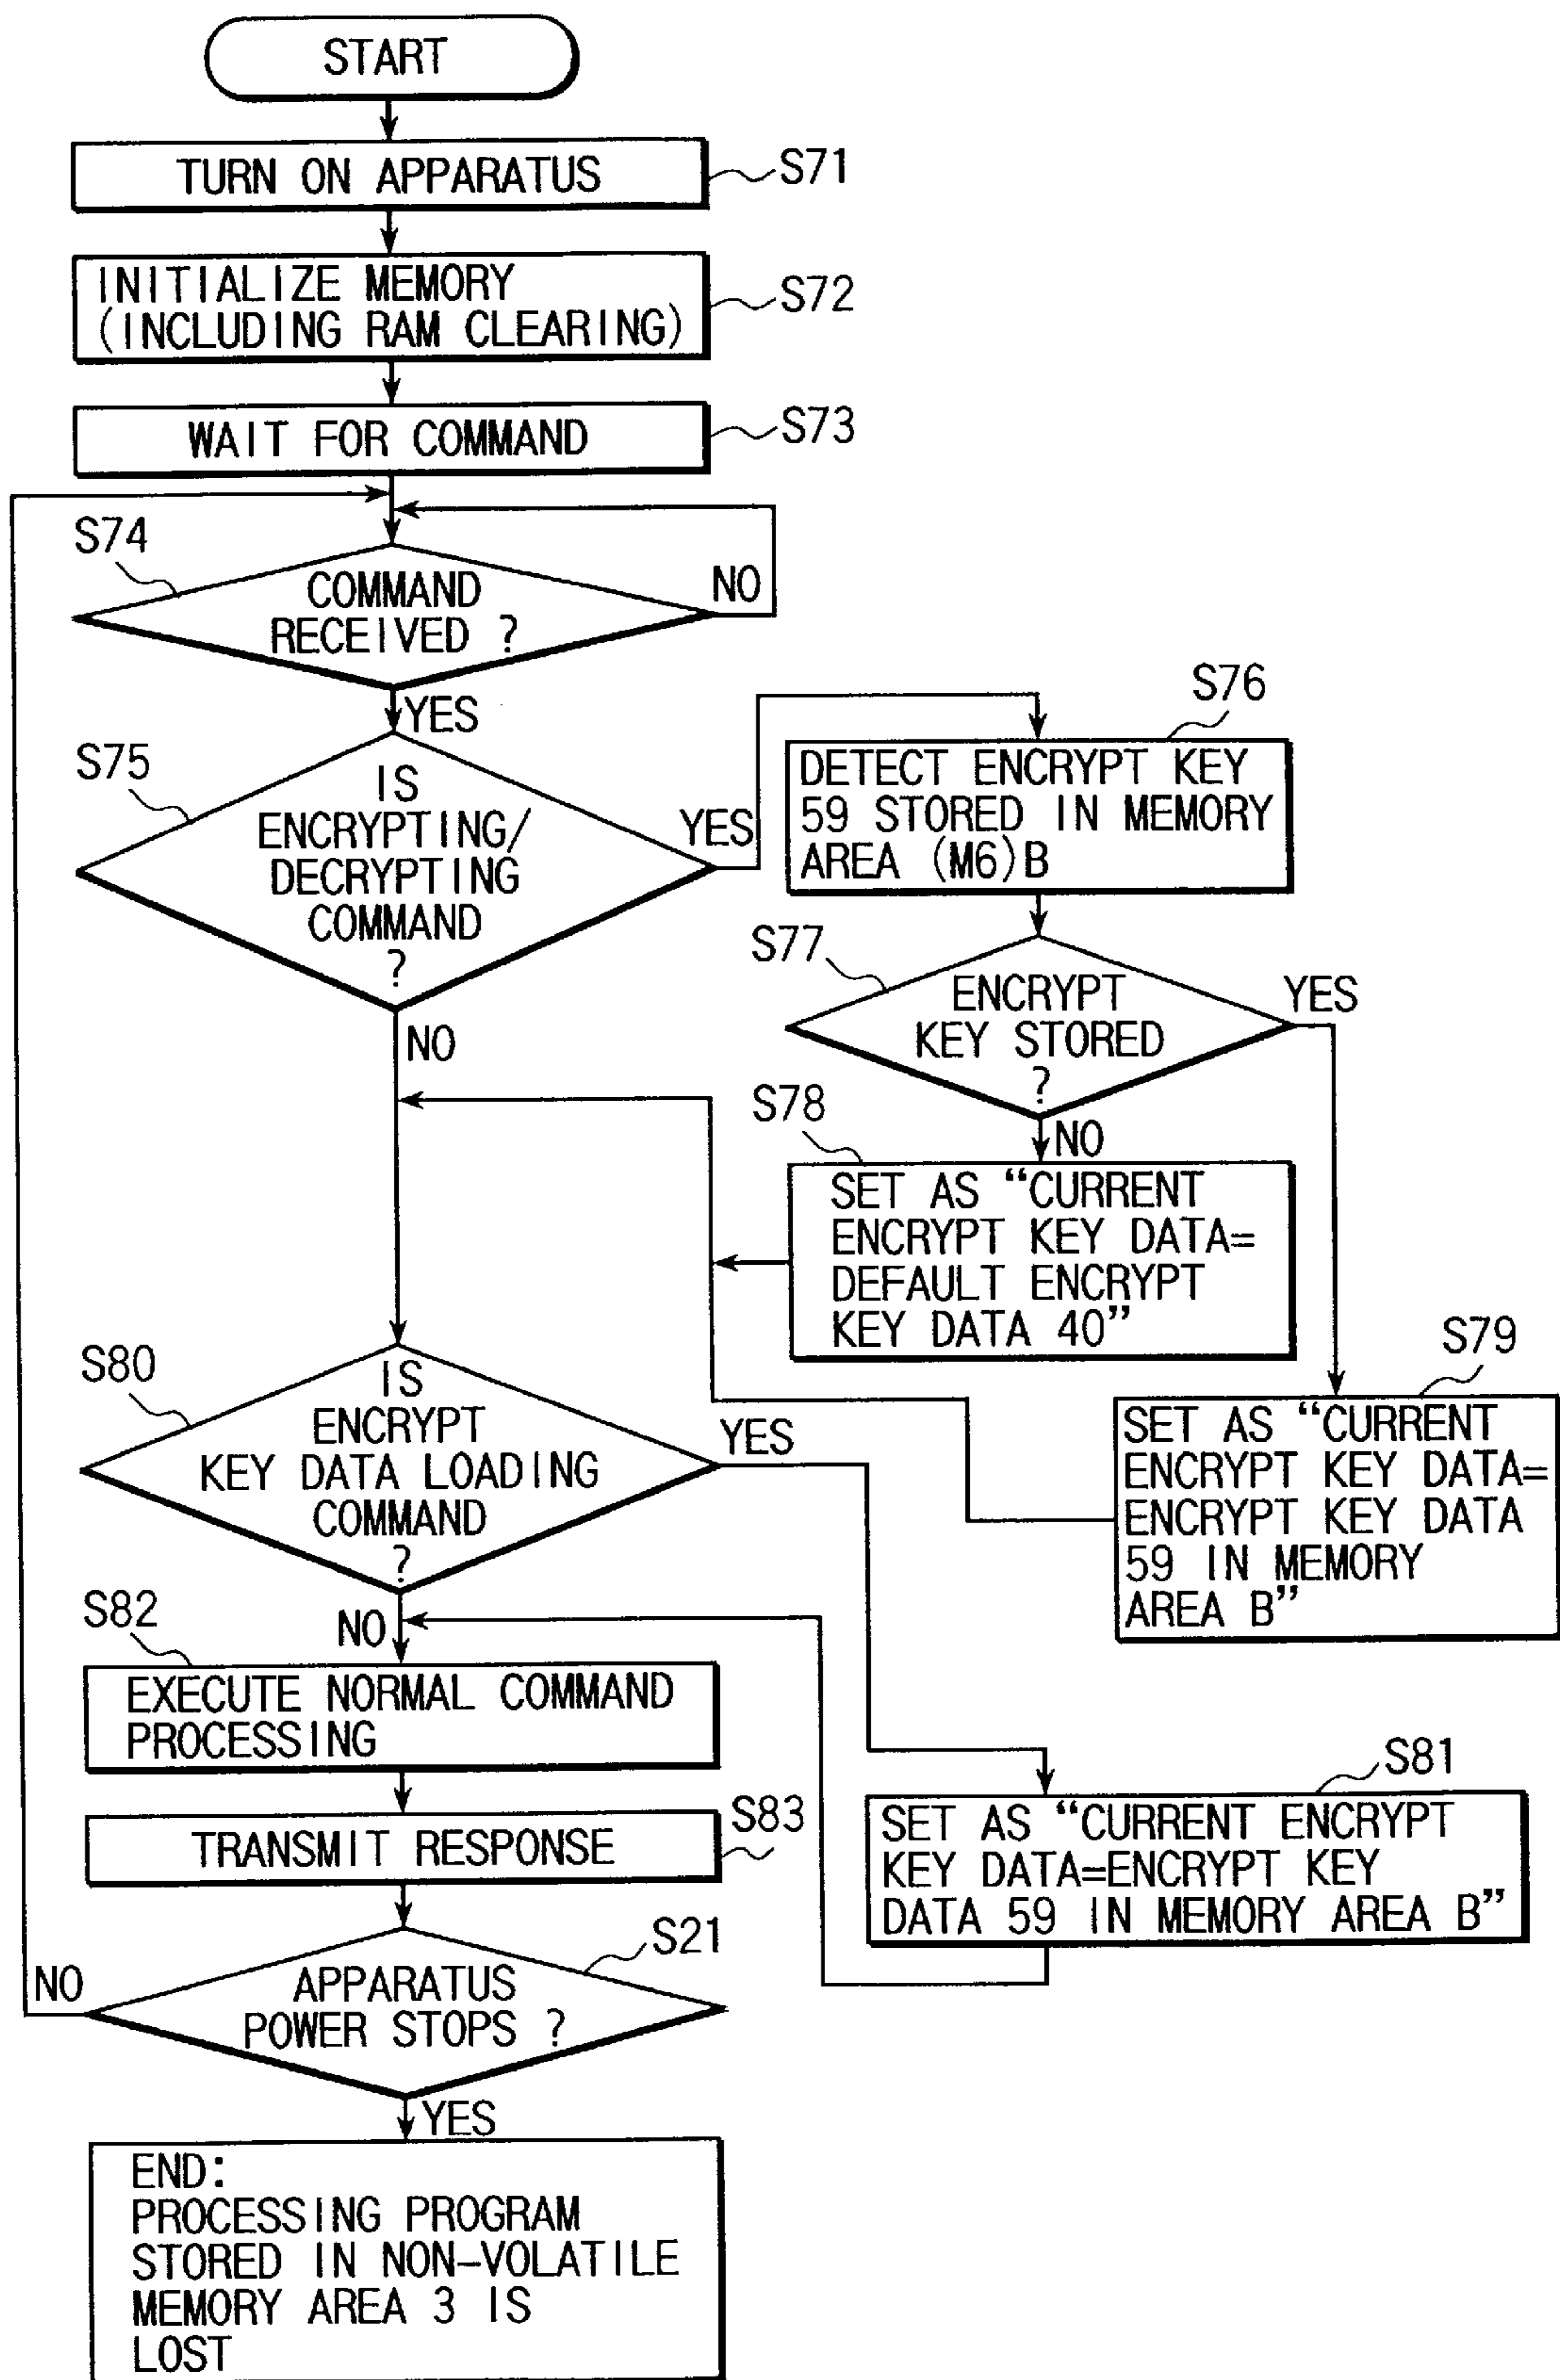 START
TURN ON APPARATUS
S71
INITIALIZE MEMORY
(INCLUDING RAM CLEARING)
S72
WAIT FOR COMMAND
S73
S74
COMMAND
RECEIVED ?
NO
YES
S75
IS
ENCRYPTING/
DECRYPTING
COMMAND
?
YES
NO
S76
DETECT ENCRYPT KEY
59 STORED IN MEMORY
AREA (M6)B
S77
ENCRYPT
KEY STORED
?
YES
NO
S78
SET AS “CURRENT
ENCRYPT KEY DATA=
DEFAULT ENCRYPT
KEY DATA 40”
S79
SET AS “CURRENT
ENCRYPT KEY DATA=
ENCRYPT KEY DATA
59 IN MEMORY
AREA B”
S80
IS
ENCRYPT
KEY DATA LOADING
COMMAND
?
YES
NO
S81
SET AS “CURRENT ENCRYPT
KEY DATA=ENCRYPT KEY
DATA 59 IN MEMORY AREA B”
S82
EXECUTE NORMAL COMMAND
PROCESSING
TRANSMIT RESPONSE
S83
S21
APPARATUS
POWER STOPS ?
NO
YES
END:
PROCESSING PROGRAM
STORED IN NON-VOLATILE
MEMORY AREA 3 IS
LOST